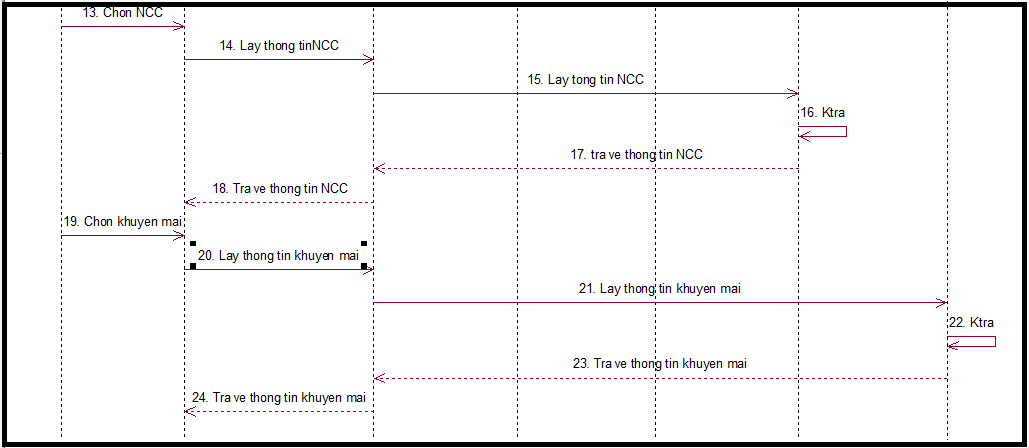 13. Chon NCC
14. Lay thong tinNCC
15. Lay tong tin NCC
16. Ktra
17. tra ve thong tin NCC
18. Tra ve thong tin NCC
19. Chon khuyen mai
20. Lay thong tin khuyen mai
21. Lay thong tin khuyen mai
22. Ktra
23. Tra ve thong tin khuyen mai
24. Tra ve thong tin khuyen mai